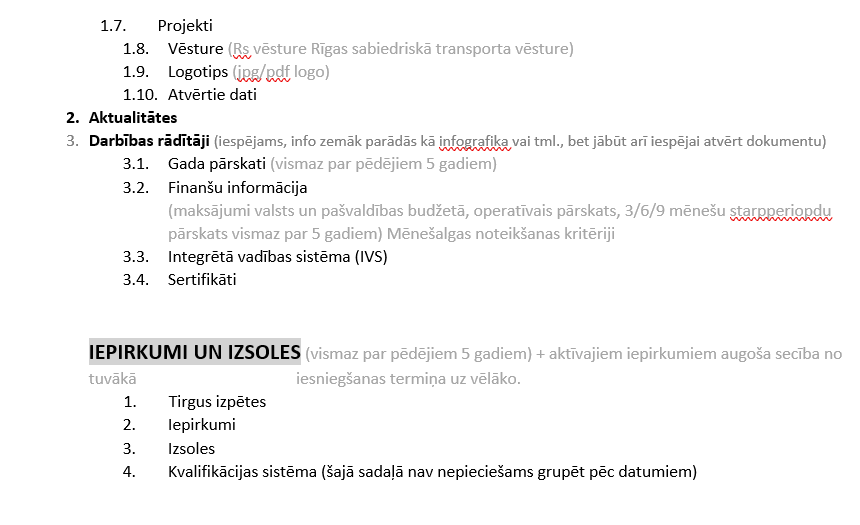 1.7. Projekti
1.8. Vēsture (Rs vēsture Rīgas sabiedriskā transporta vēsture)
1.9. Logotips (jpg/pdf logo)
1.10. Atvērtie dati
2. Aktualitātes
3. Darbības rādītāji (iespējams, info zemāk parādās kā infografika vai tml., bet jābūt arī iespējai atvērt dokumentu)
3.1. Gada pārskati (vismaz par pēdējiem 5 gadiem)
3.2. Finanšu informācija
(maksājumi valsts un pašvaldības budžetā, operatīvais pārskats, 3/6/9 mēnešu starpperiopdu
pārskats vismaz par 5 gadiem) Mēnešalgas noteikšanas kritēriji
3.3. Integrētā vadības sistēma (IVS)
3.4. Sertifikāti
IEPIRKUMI UN IZSOLES (vismaz par pēdējiem 5 gadiem) + aktīvajiem iepirkumiem augoša secība no
tuvākā iesniegšanas termiņa uz vēlāko.
1. Tirgus izpētes
2. Iepirkumi
3. Izsoles
4. Kvalifikācijas sistēma (šajā sadaļā nav nepieciešams grupēt pēc datumiem)